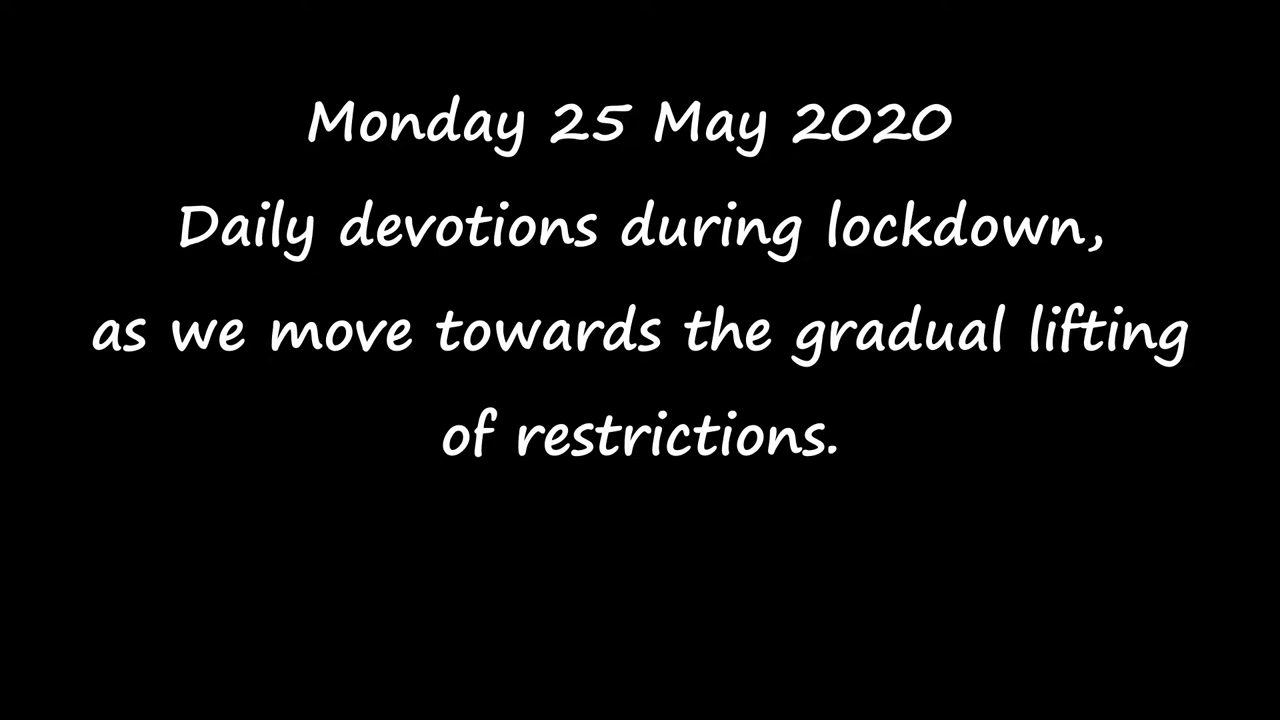 Monday 25 May 2020
Daily devotions during lockdown,
as we move towards the gradual lifting
of restrictions.